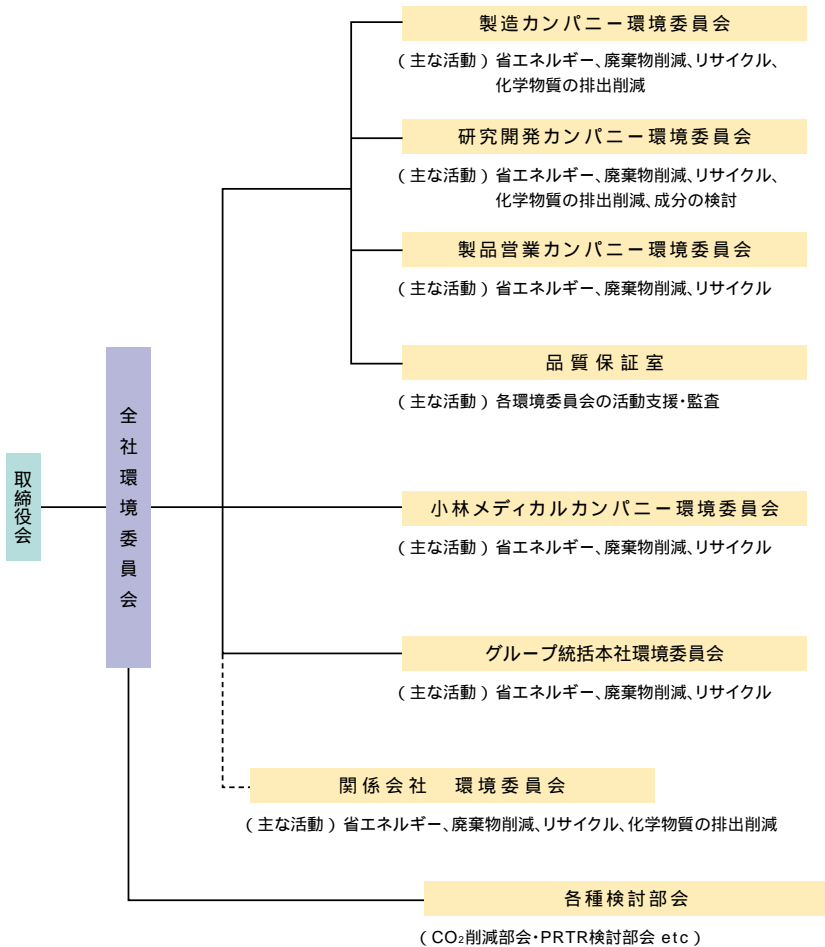 製造カンパニー環境委員会
(主な活動)省エネルギー、廃棄物削減、リサイクル、
化学物質の排出削減
研究開発カンパニー環境委員会
(主な活動)省エネルギー、廃棄物削減、リサイクル、
化学物質の排出削減、成分の検討
製品営業カンパニー環境委員会
(主な活動)省エネルギー、廃棄物削減、リサイクル
品質保証室
(主な活動)各環境委員会の活動支援・監査
取締役会
全社環境委員会
小林メディカルカンパニー環境委員会
(主な活動)省エネルギー、廃棄物削減、リサイクル
グループ統括本社環境委員会
(主な活動)省エネルギー、廃棄物削減、リサイクル
関係会社　環境委員会
(主な活動)省エネルギー、廃棄物削減、リサイクル、化学物質の排出削減
各種検討部会
(CO₂削減部会・PRTR検討部会 etc)